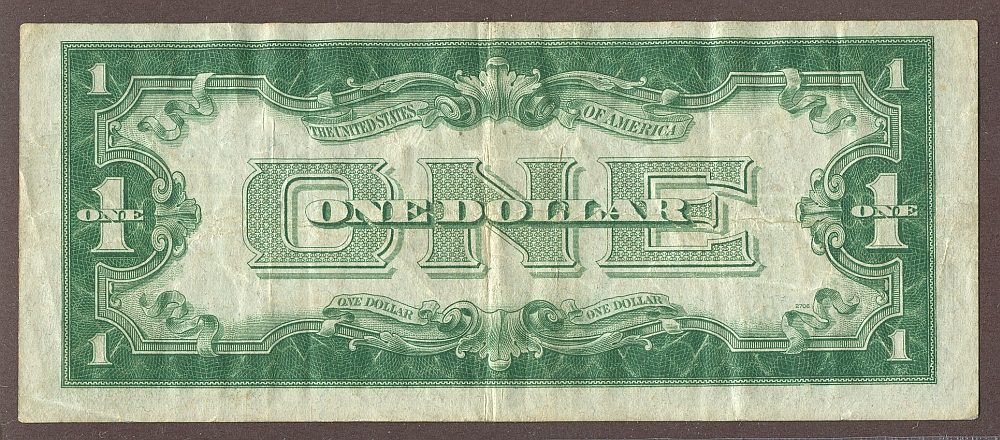 1 1
THE UNITED STATES OF AMERICA
ONE
ONE DOLLAR
1 ONE
1 ONE
ONE DOLLAR ONE DOLLAR
2706
1 1